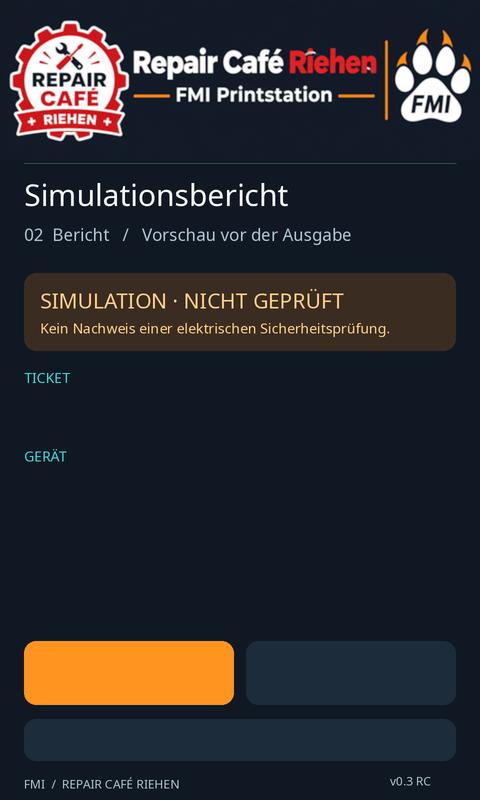 REPAIR
CAFÉ
RIEHEN
Repair Café Riehen
FMI Printstation
FMI
Simulationsbericht
02 Bericht / Vorschau vor der Ausgabe
SIMULATION · NICHT GEPRÜFT
Kein Nachweis einer elektrischen Sicherheitsprüfung.
TICKET
GERÄT
FMI / REPAIR CAFÉ RIEHEN
v0.3 RC